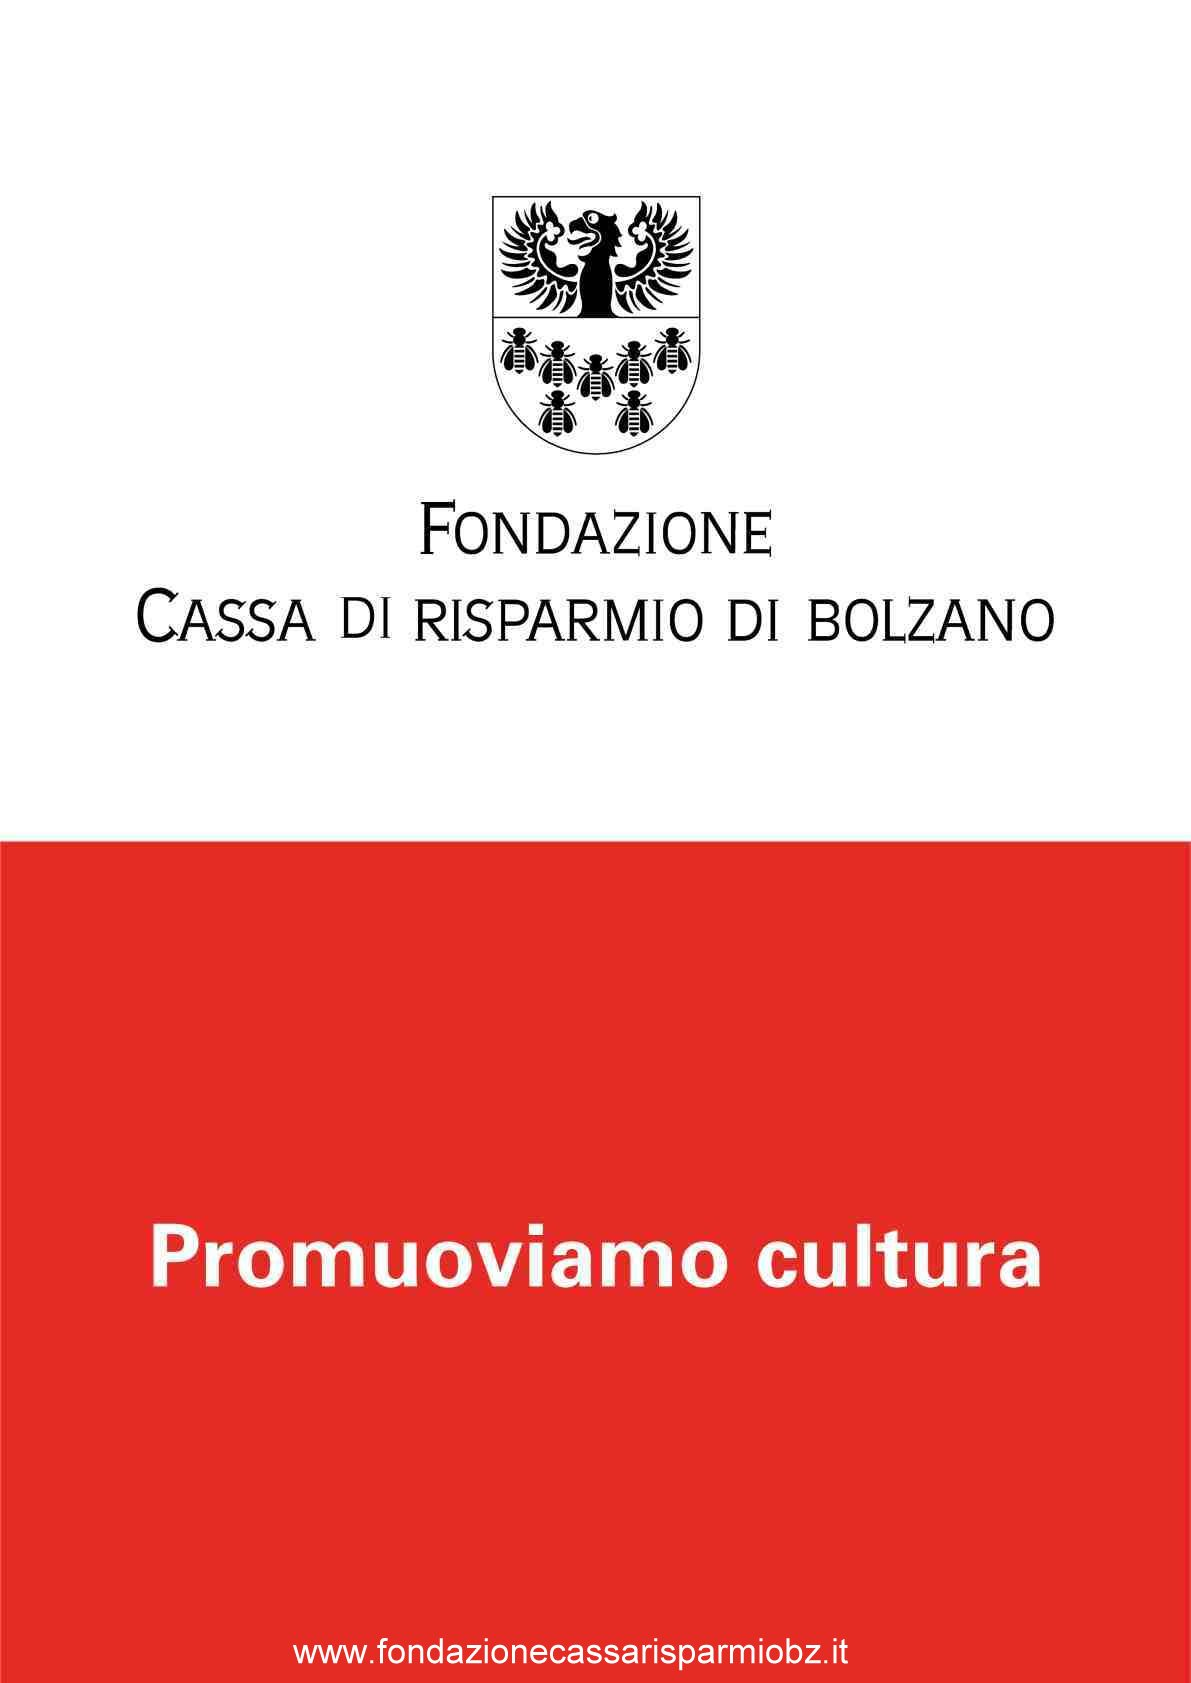 FONDAZIONE
CASSA DI RISPARMIO DI BOLZANO
Promuoviamo cultura
www.fondazionecassarisparmiobz.it